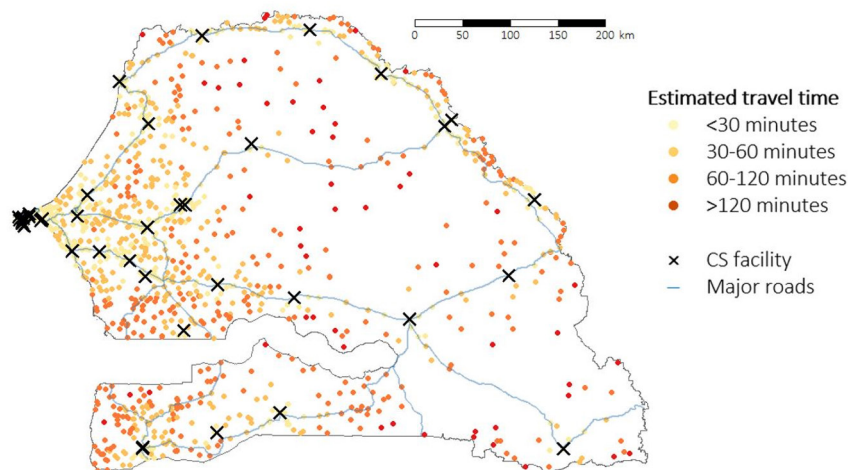 0 50 100 150 200 km
Estimated travel time
<30 minutes
30-60 minutes
60-120 minutes
>120 minutes
CS facility
Major roads